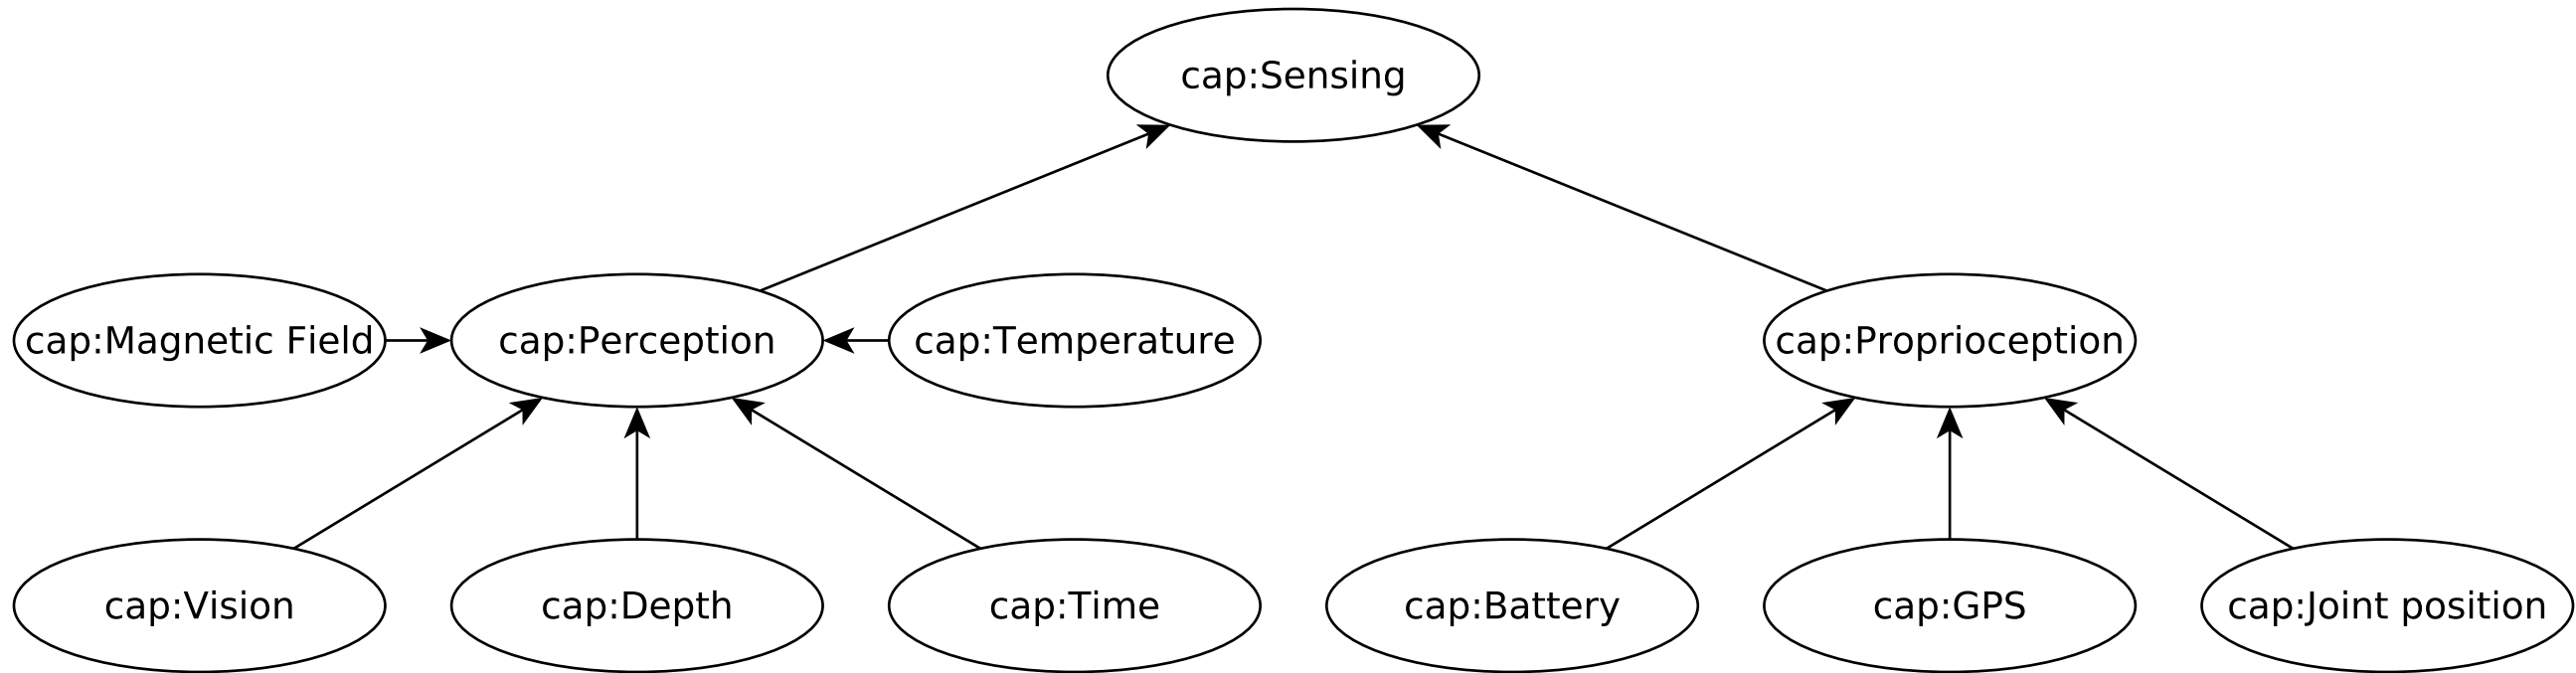 cap:Sensing
cap:Magnetic Field
cap:Perception
cap:Temperature
cap:Proprioception
cap:Vision
cap:Depth
cap:Time
cap:Battery
cap:GPS
cap:Joint position